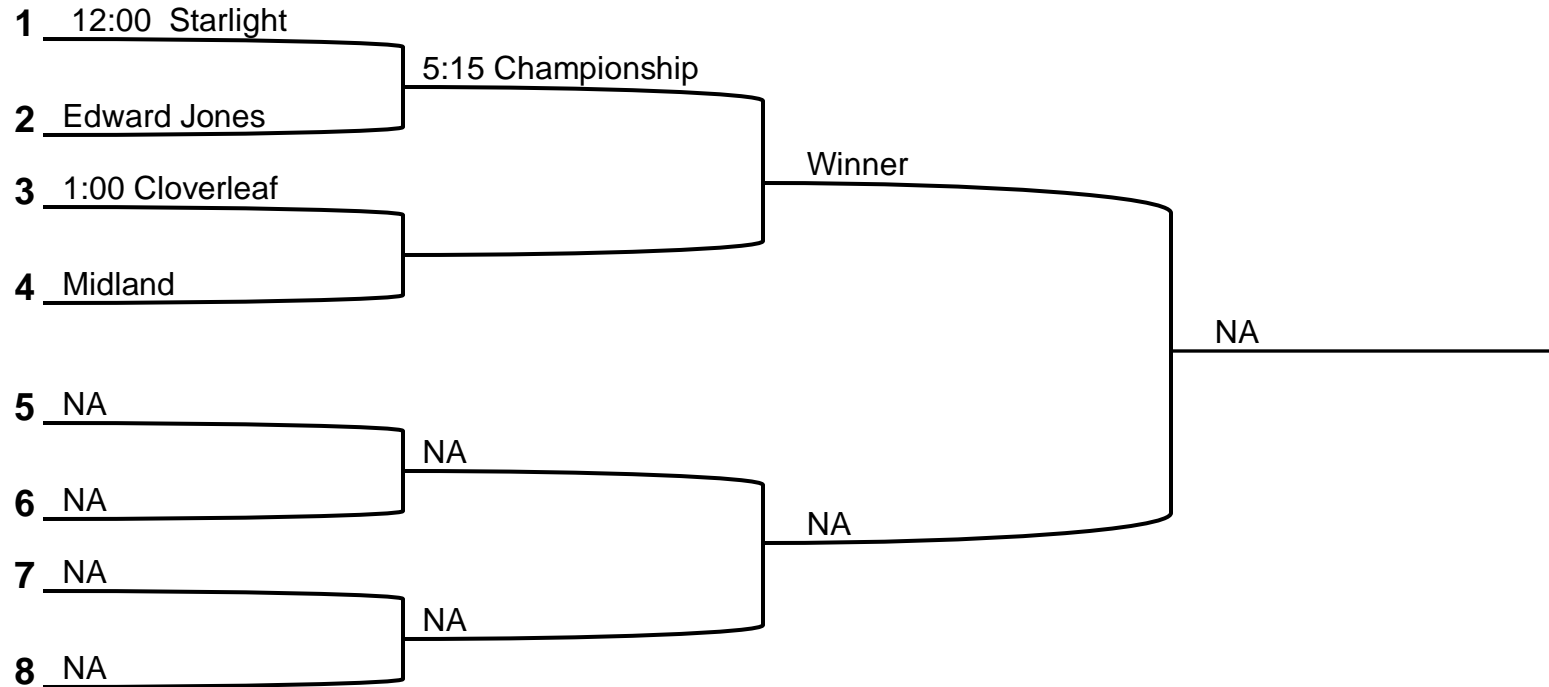 1 12:00 Starlight
5:15 Championship
2 Edward Jones
Winner
3 1:00 Cloverleaf
4 Midland
NA
5 NA
NA
6 NA
NA
7 NA
NA
8 NA